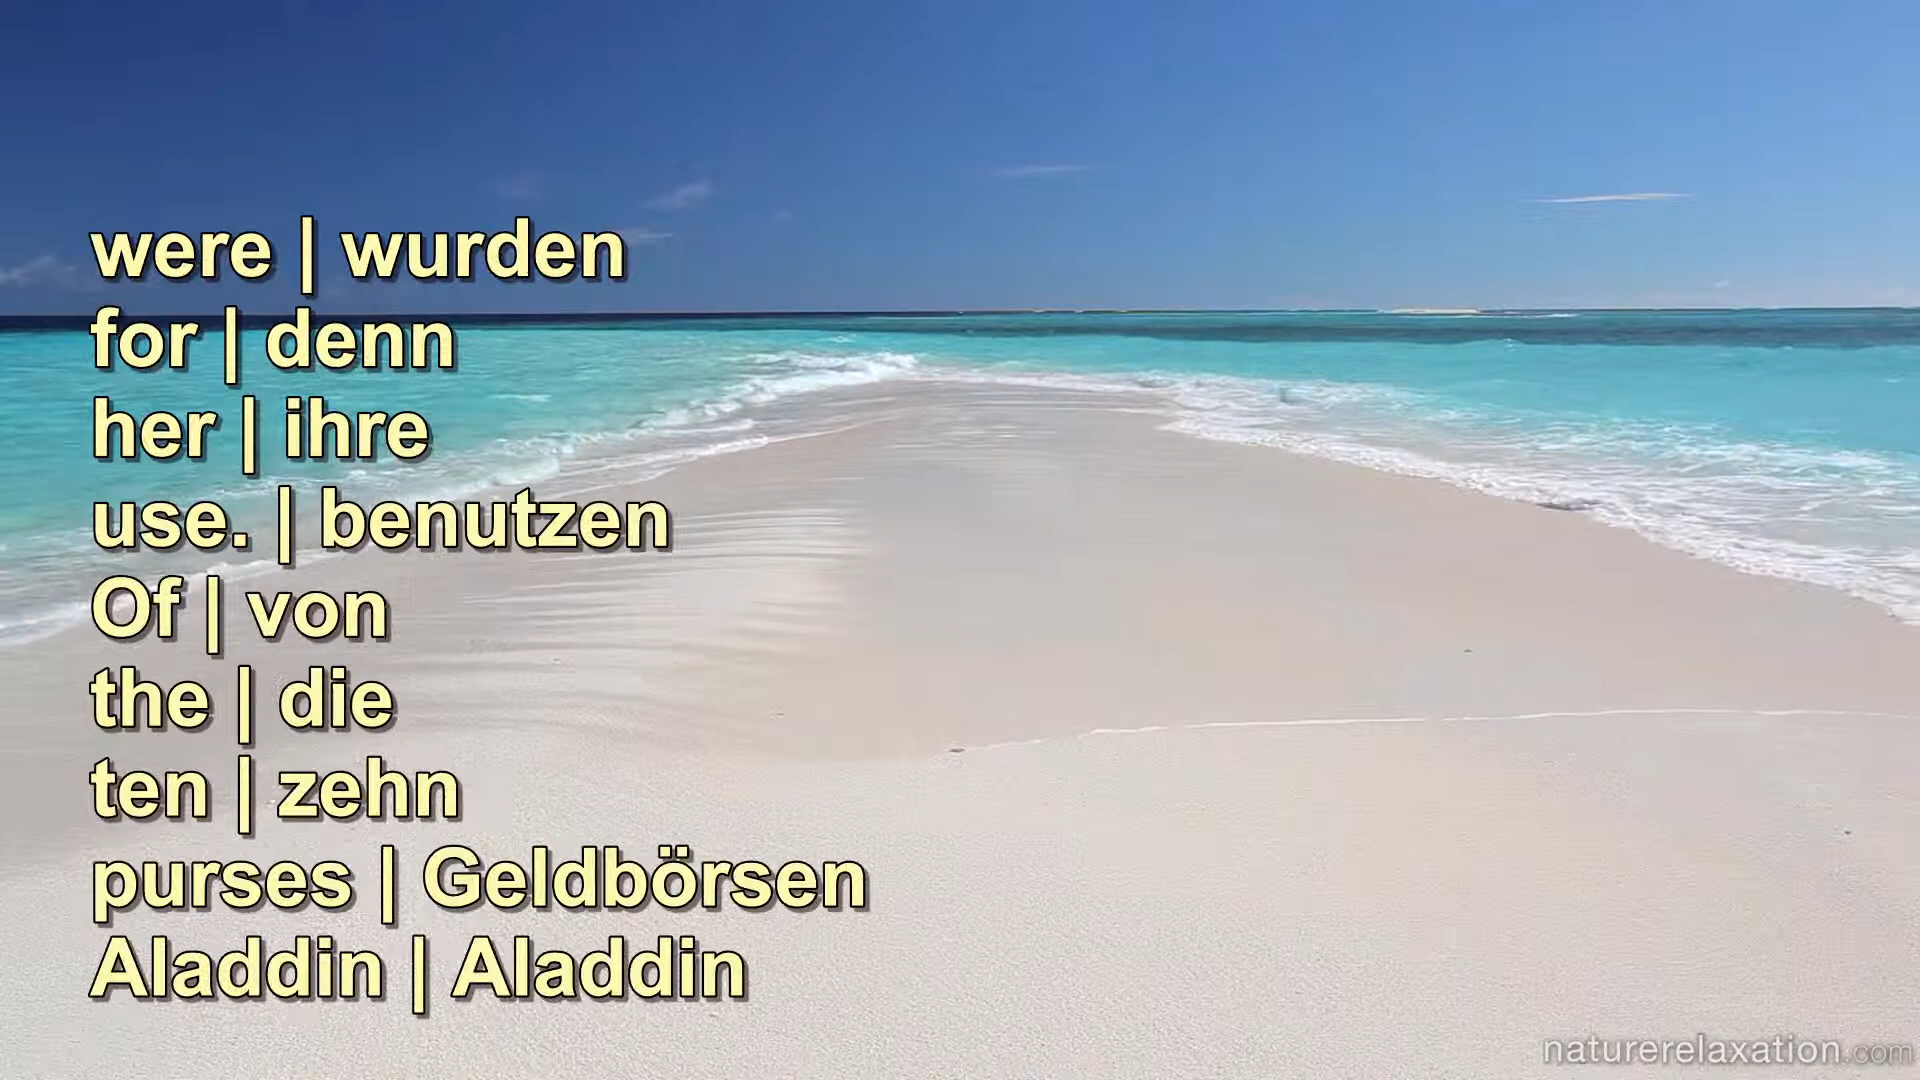 were | wurden
for | denn
her | ihre
use. | benutzen
Of | von
the | die
ten | zehn
purses | Geldbörsen
Aladdin | Aladdin
naturerelaxation.com